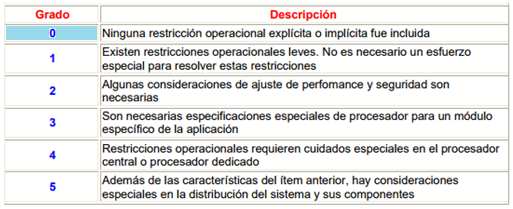 Grado Descripción
0 Ninguna restricción operacional explícita o implícita fue incluida
1 Existen restricciones operacionales leves. No es necesario un esfuerzo
especial para resolver estas restricciones
2 Algunas consideraciones de ajuste de perfomance y seguridad son
necesarias
3 Son necesarias especificaciones especiales de procesador para un módulo
específico de la aplicación
4 Restricciones operacionales requieren cuidados especiales en el procesador
central o procesador dedicado
5 Además de las características del ítem anterior, hay consideraciones
especiales en la distribución del sistema y sus componentes